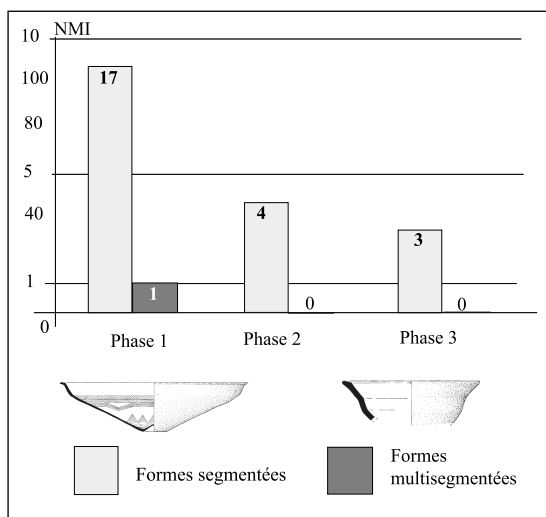 NMI
10
100
80
5
40
1
0
17
1
4
0
3
0
Phase 1
Phase 2
Phase 3
Formes segmentées
Formes
multisegmentées